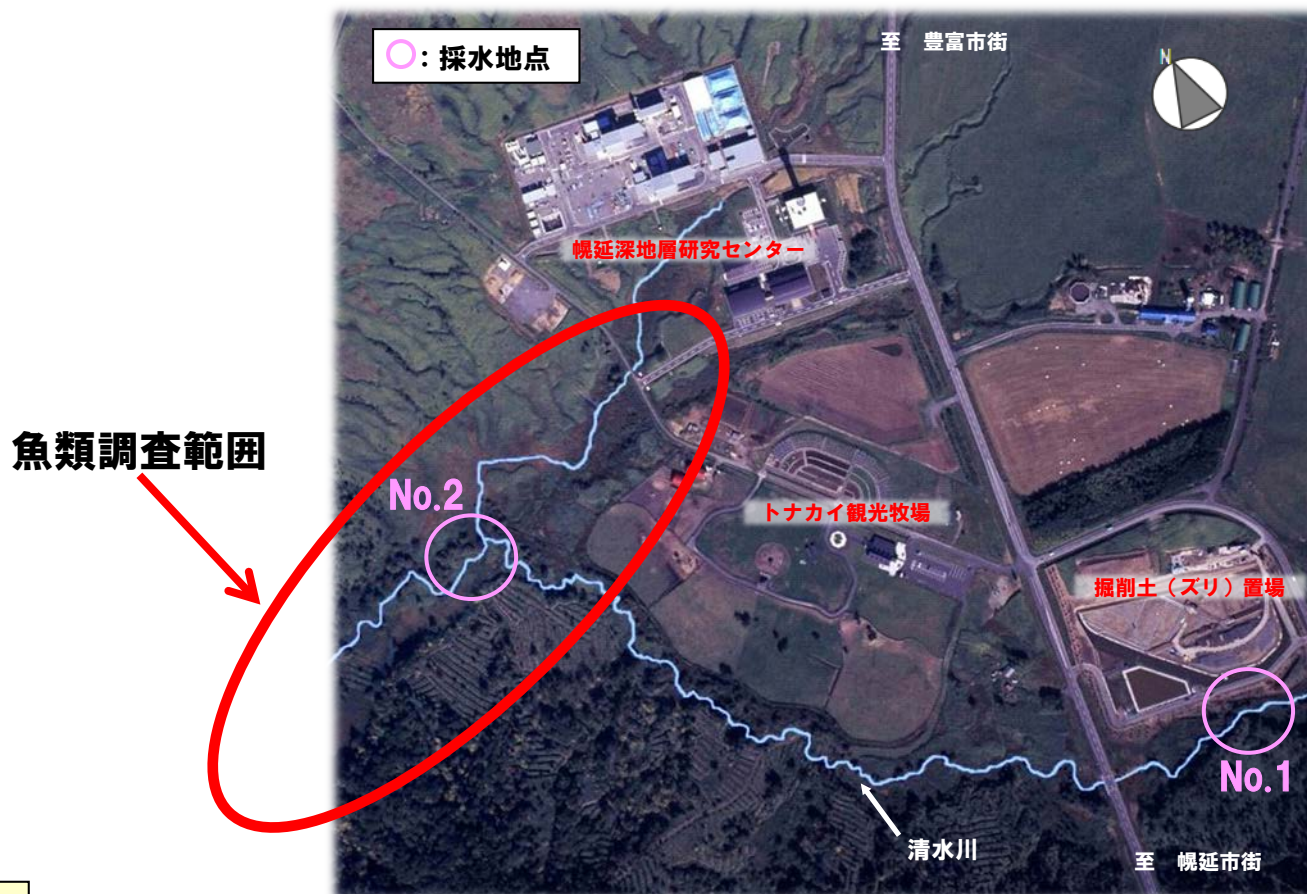 ○：採水地点
至　豊富市街
N
幌延深地層研究センター
魚類調査範囲
No.2
トナカイ観光牧場
掘削土（ズリ）置場
No.1
清水川
至　幌延市街